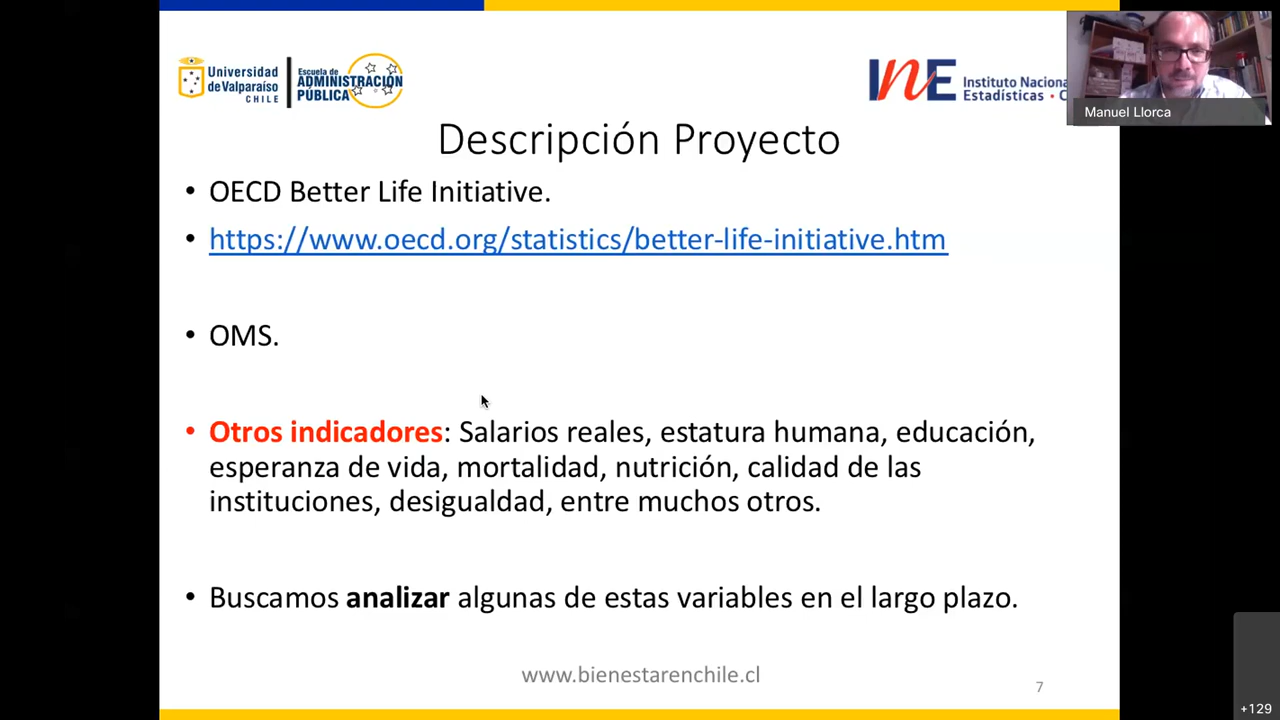 Universidad
de Valparaíso
CHILE
Escuela de
ADMINISTRACIÓN
PÚBLICA
INE
Instituto Naciona
Estadísticas • C
Manuel Llorca
Descripción Proyecto
• OECD Better Life Initiative.
• https://www.oecd.org/statistics/better-life-initiative.htm
• OMS.
• Otros indicadores: Salarios reales, estatura humana, educación,
esperanza de vida, mortalidad, nutrición, calidad de las
instituciones, desigualdad, entre muchos otros.
• Buscamos analizar algunas de estas variables en el largo plazo.
www.bienestarenchile.cl
7
+129